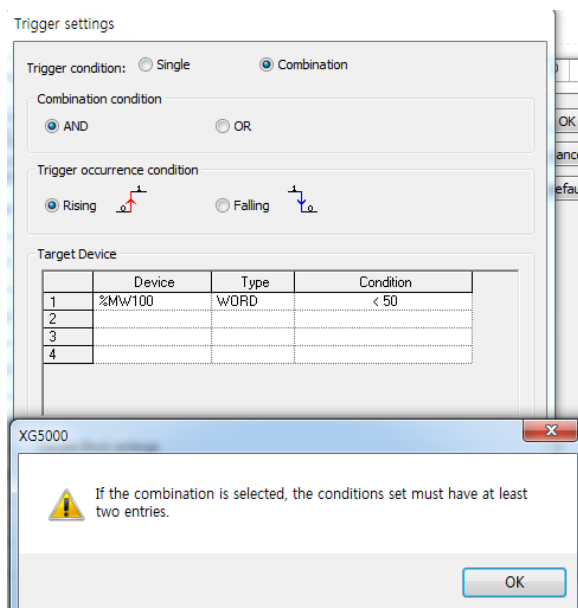 Trigger settings
Trigger condition: Single Combination
Combination condition
AND OR
OK
Trigger occurrence condition
Rising Falling
Target Device
Device Type Condition
1 %MW100 WORD < 50
2
3
4
XG5000
If the combination is selected, the conditions set must have at least
two entries.
OK